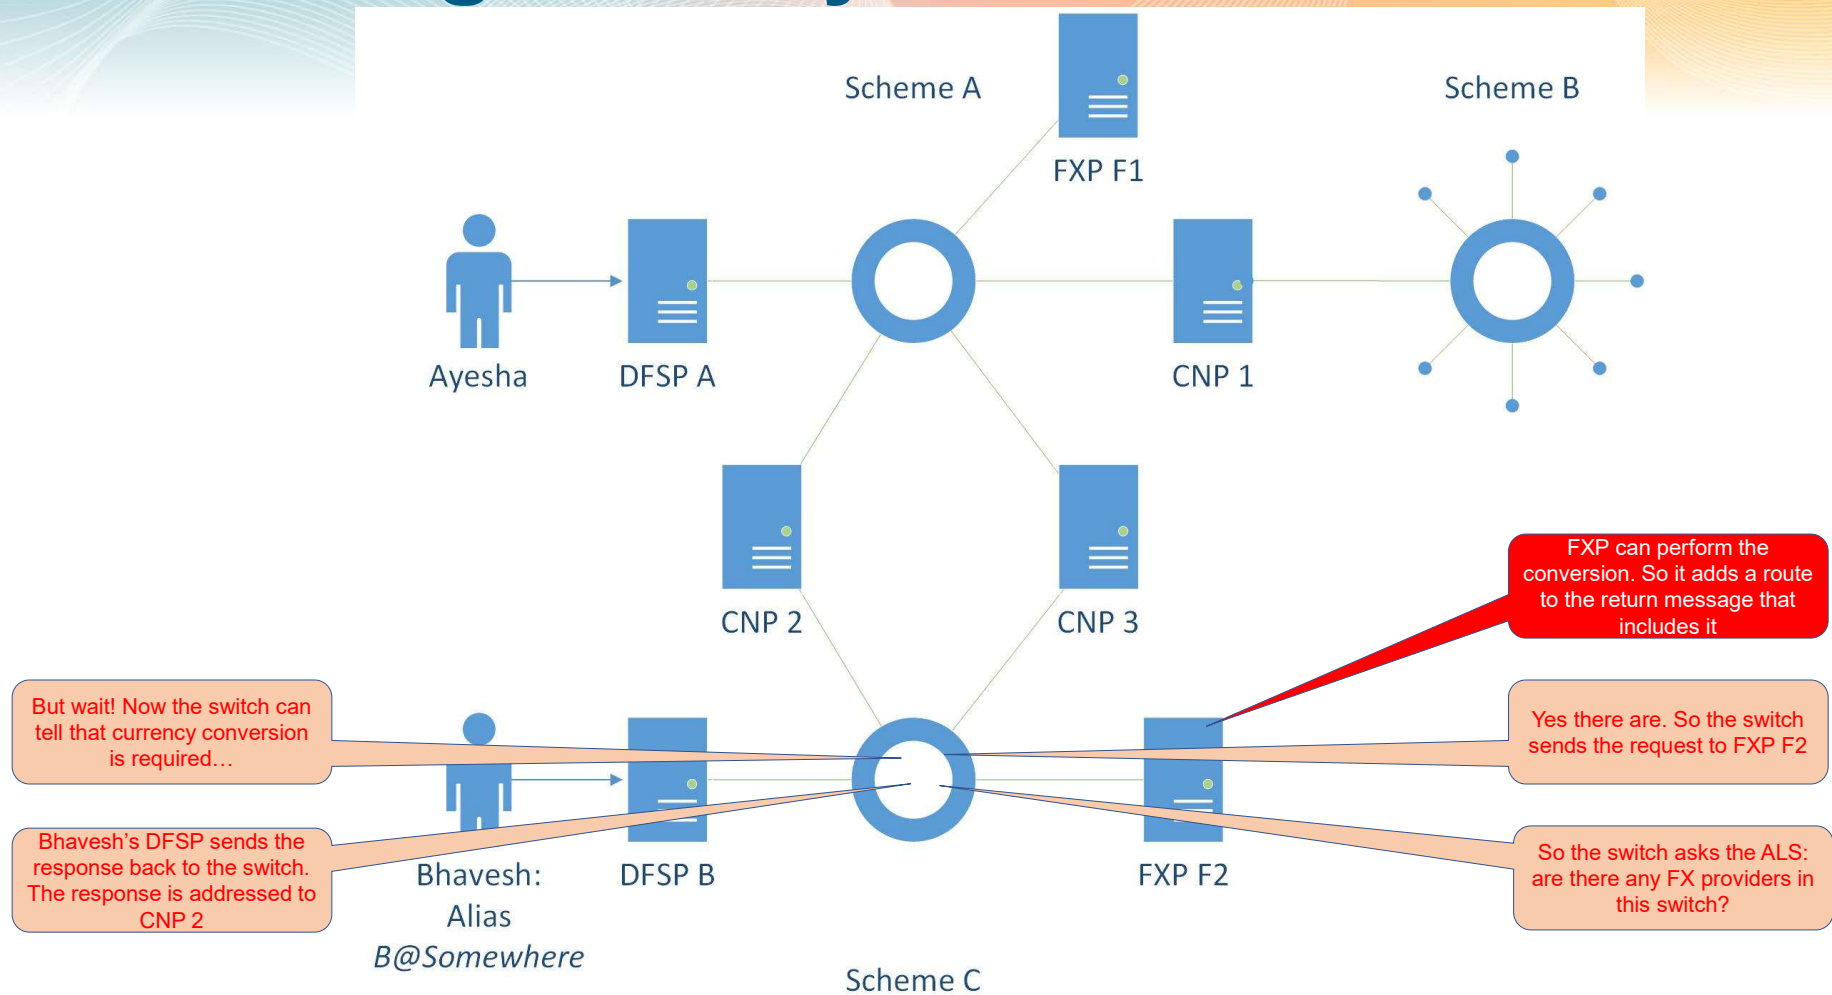 Scheme A
Scheme B
FXP F1
Ayesha
DFSP A
CNP 1
CNP 2
CNP 3
FXP can perform the
conversion. So it adds a route
to the return message that
includes it
But wait! Now the switch can
tell that currency conversion
is required…
Yes there are. So the switch
sends the request to FXP F2
Bhavesh’s DFSP sends the
response back to the switch.
The response is addressed to
CNP 2
So the switch asks the ALS:
are there any FX providers in
this switch?
Bhavesh:
Alias
B@Somewhere
DFSP B
FXP F2
Scheme C